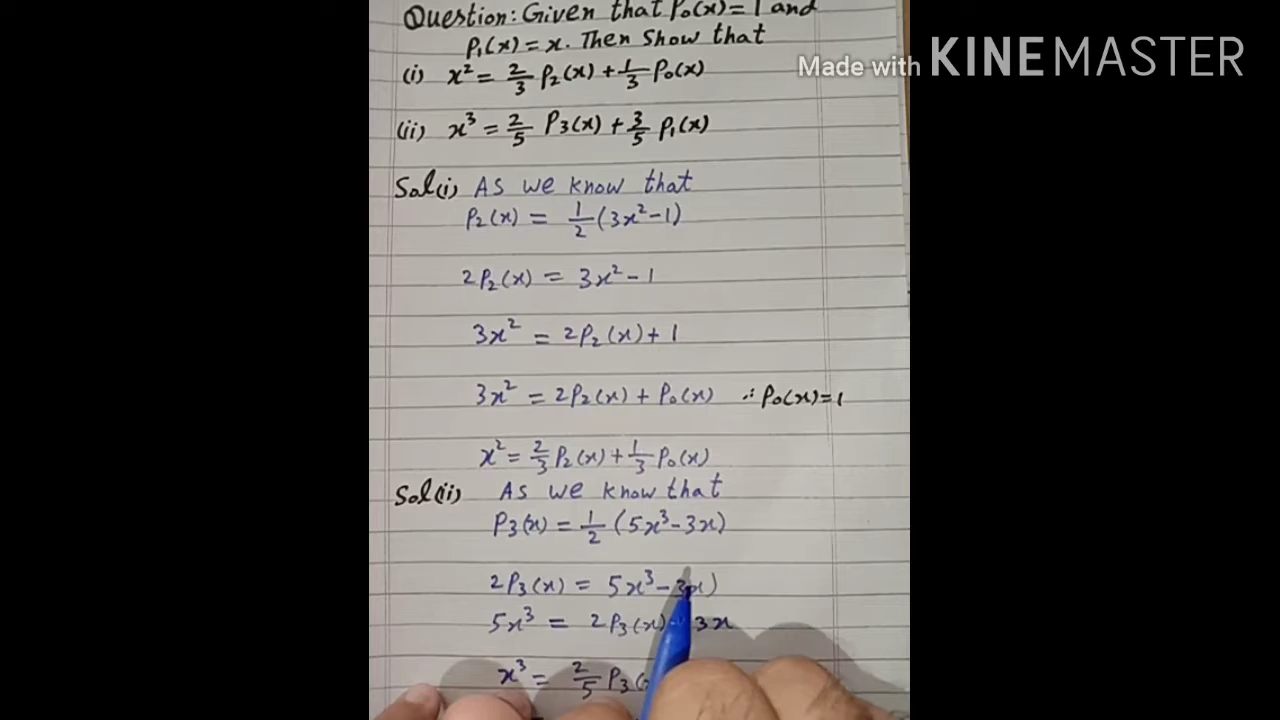 Question: Given that P₀(x) = 1 and
P₁(x) = x. Then show that
(i) x² = 2/3 P₂(x) + 1/3 P₀(x)
(ii) x³ = 2/5 P₃(x) + 3/5 P₁(x)
Made with KINEMASTER
Sol(i) As we know that
P₂(x) = 1/2 (3x² - 1)
2P₂(x) = 3x² - 1
3x² = 2P₂(x) + 1
3x² = 2P₂(x) + P₀(x) ∴ P₀(x) = 1
x² = 2/3 P₂(x) + 1/3 P₀(x)
Sol(ii) As we know that
P₃(x) = 1/2 (5x³ - 3x)
2P₃(x) = 5x³ - 3x)
5x³ = 2P₃(x) 3x
x³ = 2/5 P₃(